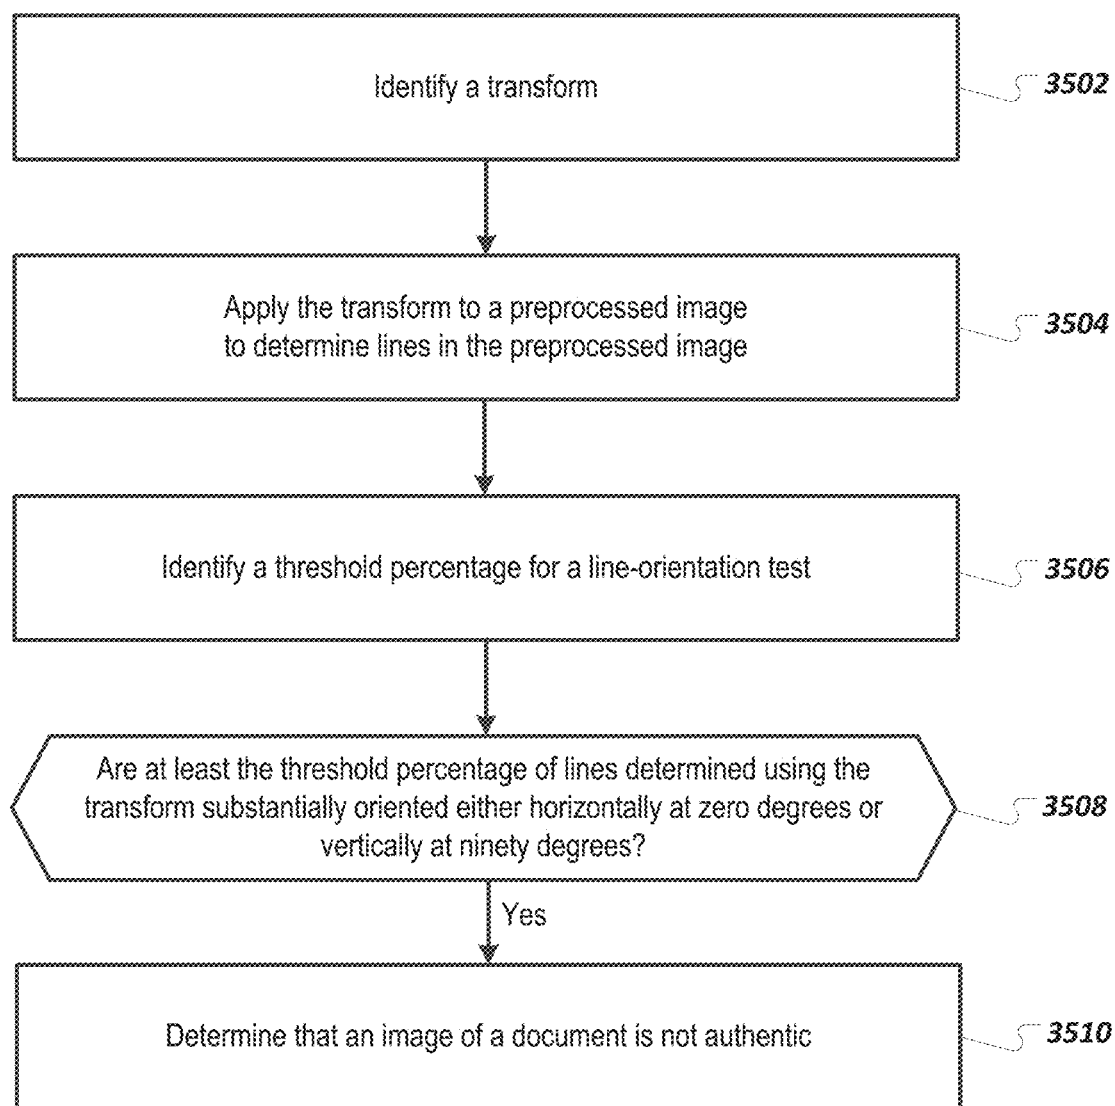 Identify a transform
3502
Apply the transform to a preprocessed image
to determine lines in the preprocessed image
3504
Identify a threshold percentage for a line-orientation test
3506
Are at least the threshold percentage of lines determined using the
transform substantially oriented either horizontally at zero degrees or
vertically at ninety degrees?
3508
Yes
Determine that an image of a document is not authentic
3510